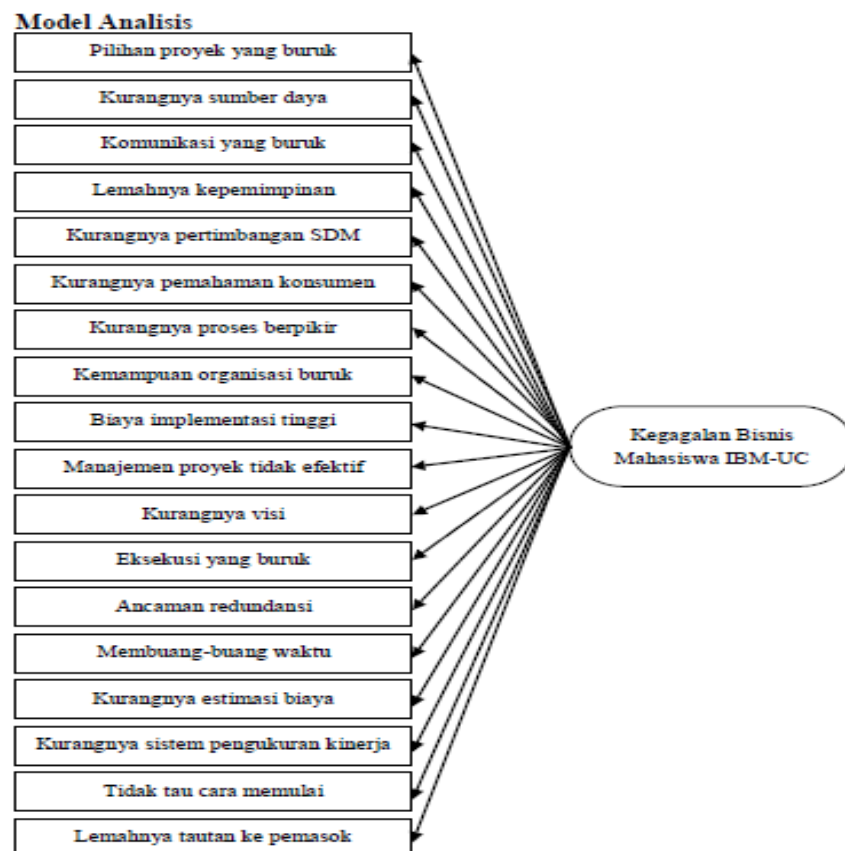 Model Analisis
Pilihan proyek yang buruk
Kurangnya sumber daya
Komunikasi yang buruk
Lemahnya kepemimpinan
Kurangnya pertimbangan SDM
Kurangnya pemahaman konsumen
Kurangnya proses berpikir
Kemampuan organisasi buruk
Biaya implementasi tinggi
Manajemen proyek tidak efektif
Kurangnya visi
Eksekusi yang buruk
Ancaman redundansi
Membuang-buang waktu
Kurangnya estimasi biaya
Kurangnya sistem pengukuran kinerja
Tidak tau cara memulai
Lemahnya tautan ke pemasok
Kegagalan Bisnis
Mahasiswa IBM-UC